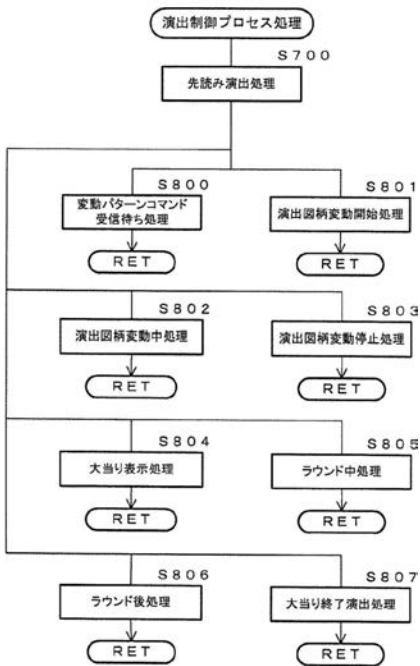 演出制御プロセス処理
S700
先読み演出処理
S800
変動パターンコマンド
受信待ち処理
RET
S801
演出図柄変動開始処理
RET
S802
演出図柄変動中処理
RET
S803
演出図柄変動停止処理
RET
S804
大当り表示処理
RET
S805
ラウンド中処理
RET
S806
ラウンド後処理
RET
S807
大当り終了演出処理
RET